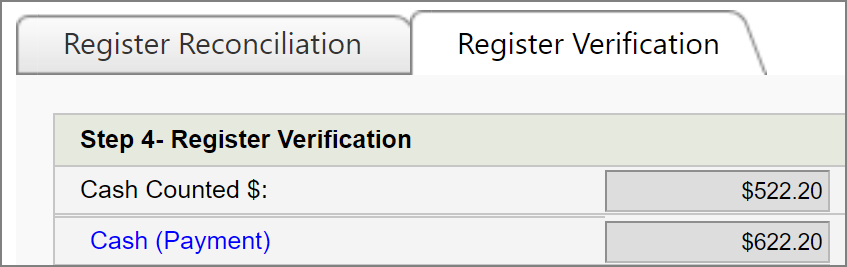 Register Reconciliation Register Verification
Step 4- Register Verification
Cash Counted $: $522.20
Cash (Payment) $622.20